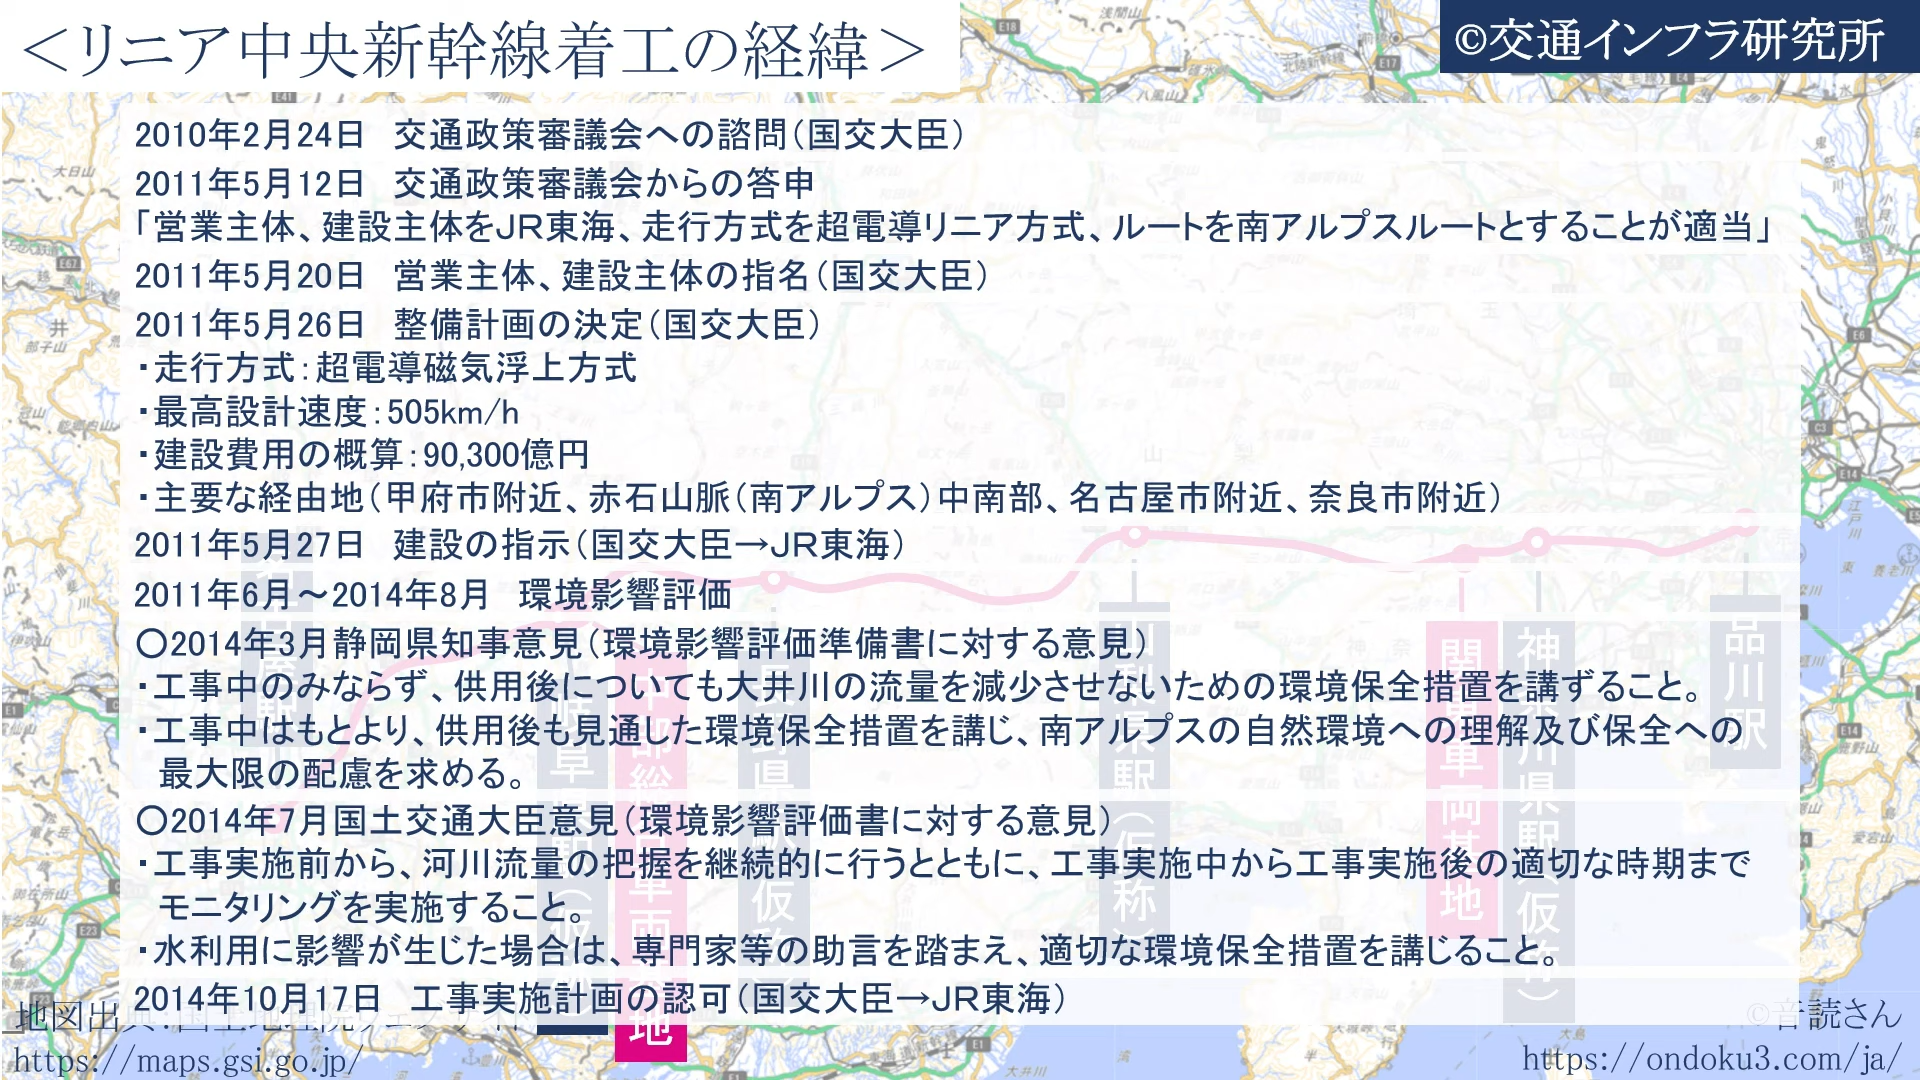 ＜リニア中央新幹線着工の経緯＞
©交通インフラ研究所
2010年2月24日　交通政策審議会への諮問（国交大臣）
2011年5月12日　交通政策審議会からの答申
「営業主体、建設主体をＪＲ東海、走行方式を超電導リニア方式、ルートを南アルプスルートとすることが適当」
2011年5月20日　営業主体、建設主体の指名（国交大臣）
2011年5月26日　整備計画の決定（国交大臣）
・走行方式：超電導磁気浮上方式
・最高設計速度：505km/h
・建設費用の概算：90,300億円
・主要な経由地（甲府市附近、赤石山脈（南アルプス）中南部、名古屋市附近、奈良市附近）
2011年5月27日　建設の指示（国交大臣→ＪＲ東海）
2011年6月～2014年8月　環境影響評価
〇2014年3月静岡県知事意見（環境影響評価準備書に対する意見）
・工事中のみならず、供用後についても大井川の流量を減少させないための環境保全措置を講ずること。
・工事中はもとより、供用後も見通した環境保全措置を講じ、南アルプスの自然環境への理解及び保全への
最大限の配慮を求める。
〇2014年7月国土交通大臣意見（環境影響評価書に対する意見）
・工事実施前から、河川流量の把握を継続的に行うとともに、工事実施中から工事実施後の適切な時期まで
モニタリングを実施すること。
・水利用に影響が生じた場合は、専門家等の助言を踏まえ、適切な環境保全措置を講じること。
2014年10月17日　工事実施計画の認可（国交大臣→ＪＲ東海）
品川駅
神奈川県駅（仮称）
関東車両基地
山梨県駅（仮称）
https://maps.gsi.go.jp/
©音読さん
https://ondoku3.com/ja/